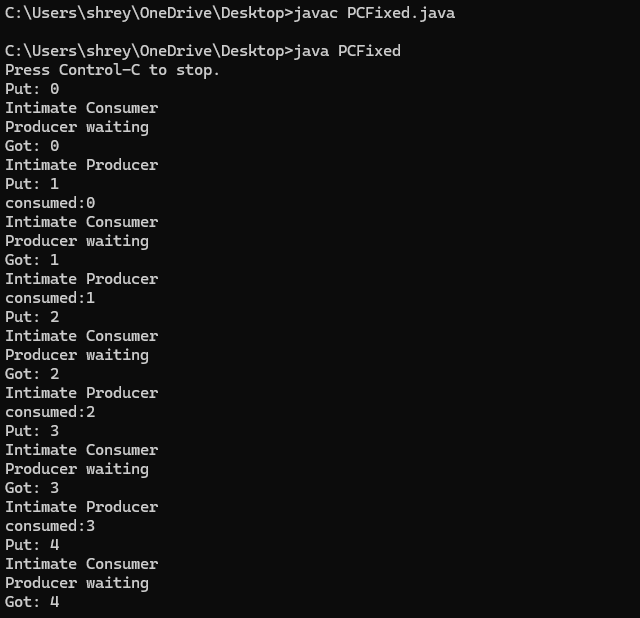 C:\Users\shrey\OneDrive\Desktop>javac PCFixed.java
C:\Users\shrey\OneDrive\Desktop>java PCFixed
Press Control-C to stop.
Put: 0
Intimate Consumer
Producer waiting
Got: 0
Intimate Producer
Put: 1
consumed:0
Intimate Consumer
Producer waiting
Got: 1
Intimate Producer
consumed:1
Put: 2
Intimate Consumer
Producer waiting
Got: 2
Intimate Producer
consumed:2
Put: 3
Intimate Consumer
Producer waiting
Got: 3
Intimate Producer
consumed:3
Put: 4
Intimate Consumer
Producer waiting
Got: 4